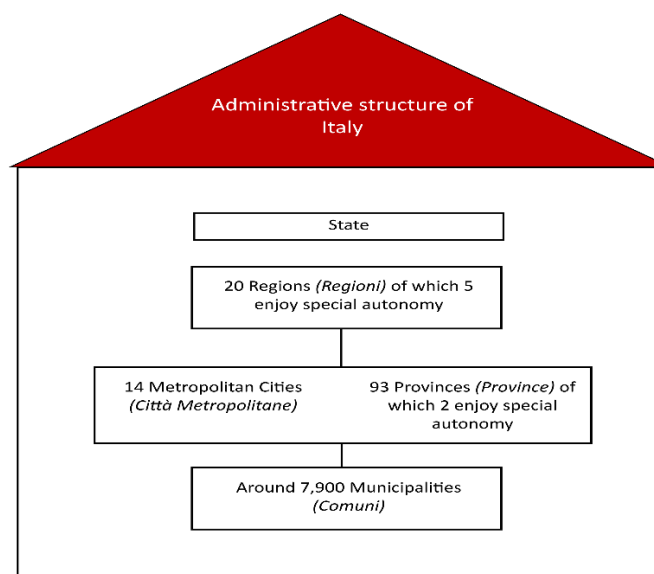 Administrative structure of
Italy
State
20 Regions (Regioni) of which 5
enjoy special autonomy
14 Metropolitan Cities
(Città Metropolitane)
93 Provinces (Province) of
which 2 enjoy special
autonomy
Around 7,900 Municipalities
(Comuni)